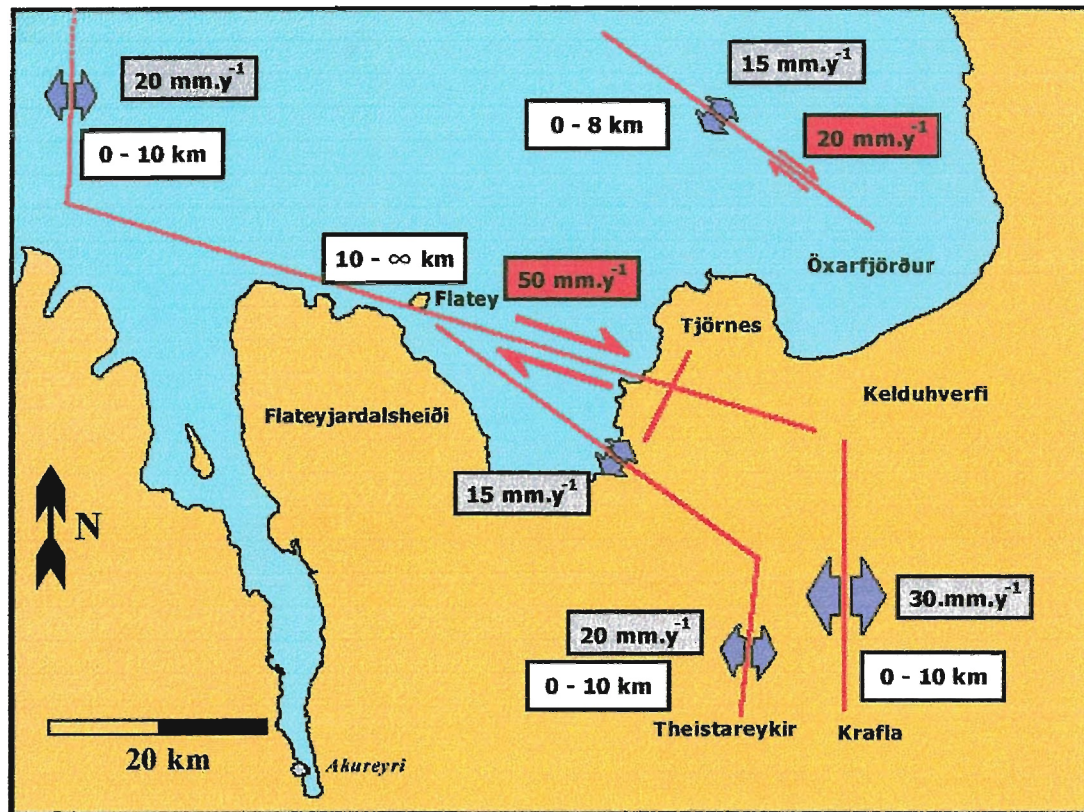 20 mm.y⁻¹
15 mm.y⁻¹
0 - 8 km
20 mm.y⁻¹
0 - 10 km
10 - ∞ km
50 mm.y⁻¹
Öxarfjörður
Flatey
Tjörnes
Kelduhverfi
Flateyjardalsheiði
15 mm.y⁻¹
N
30.mm.y⁻¹
20 mm.y⁻¹
0 - 10 km
0 - 10 km
Theistareykir
Krafla
20 km
Akureyri